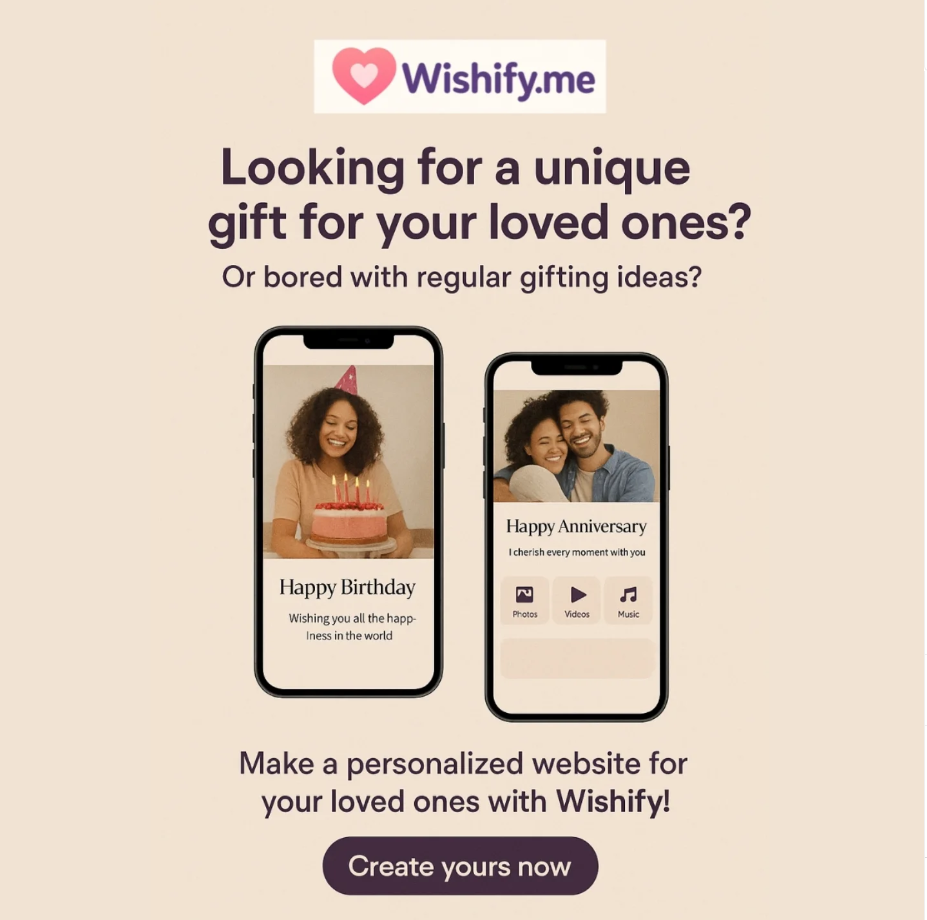 Wishify.me
Looking for a unique
gift for your loved ones?
Or bored with regular gifting ideas?
Happy Birthday
Wishing you all the happ-
iness in the world
Happy Anniversary
I cherish every moment with you
Photos
Videos
Music
Make a personalized website for
your loved ones with Wishify!
Create yours now